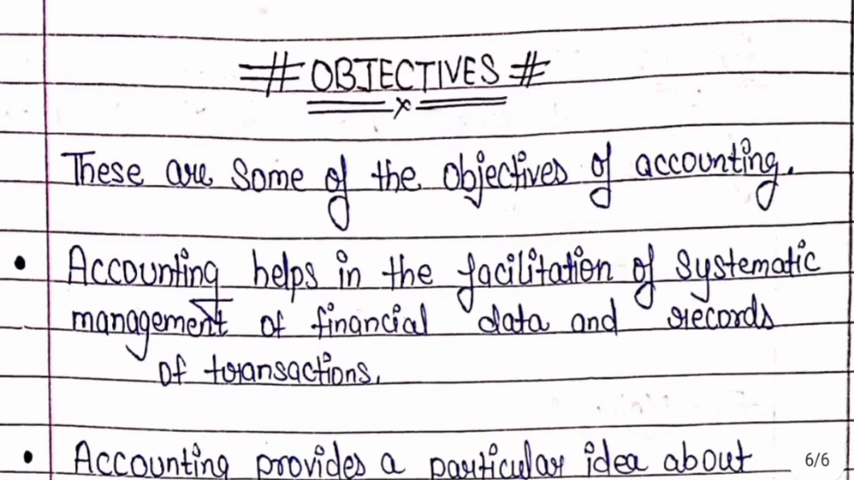 # OBJECTIVES #
x
These are some of the objectives of accounting.
• Accounting helps in the facilitation of systematic
management of financial data and records
of transactions.
• Accounting provides a particular idea about
6/6